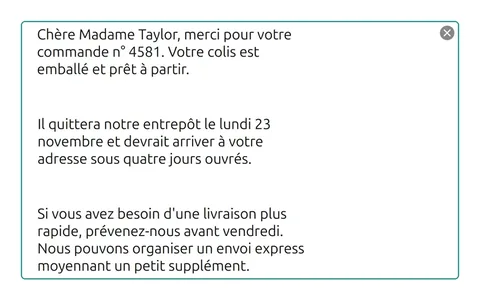 Chère Madame Taylor, merci pour votre
commande n° 4581. Votre colis est
emballé et prêt à partir.
Il quittera notre entrepôt le lundi 23
novembre et devrait arriver à votre
adresse sous quatre jours ouvrés.
Si vous avez besoin d'une livraison plus
rapide, prévenez-nous avant vendredi.
Nous pouvons organiser un envoi express
moyennant un petit supplément.